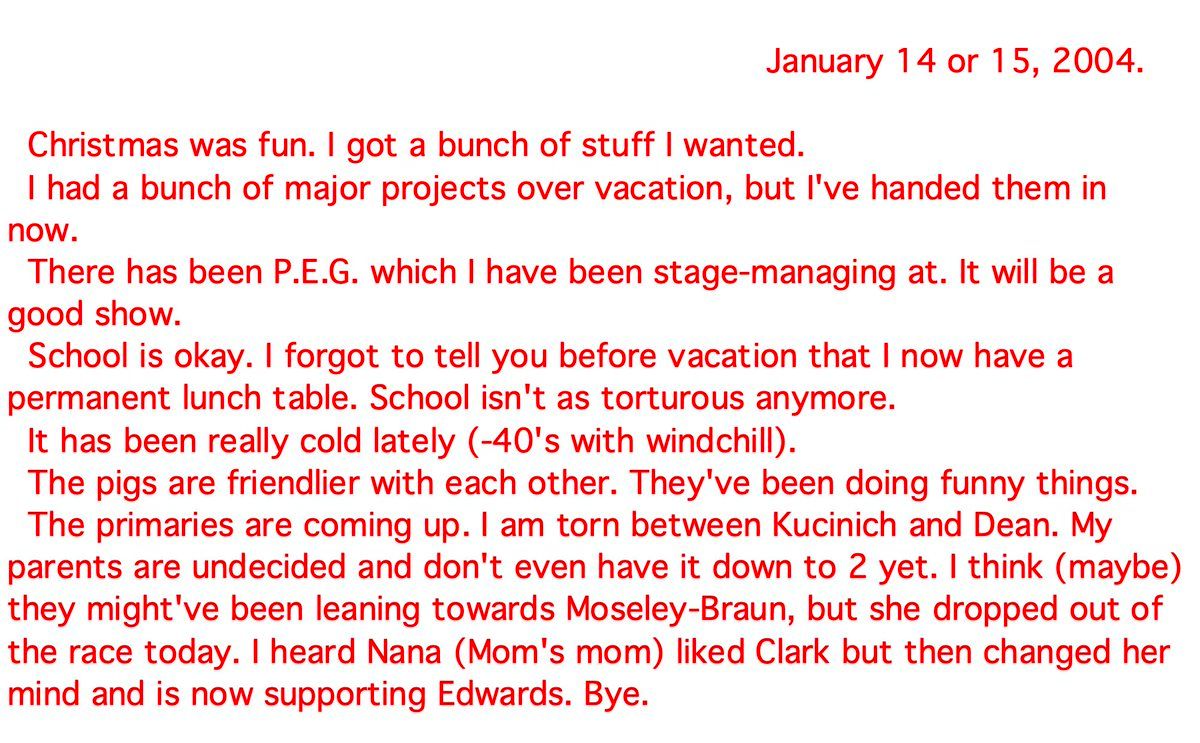 January 14 or 15, 2004.
Christmas was fun. I got a bunch of stuff I wanted.
I had a bunch of major projects over vacation, but I've handed them in
now.
There has been P.E.G. which I have been stage-managing at. It will be a
good show.
School is okay. I forgot to tell you before vacation that I now have a
permanent lunch table. School isn't as torturous anymore.
It has been really cold lately (-40's with windchill).
The pigs are friendlier with each other. They've been doing funny things.
The primaries are coming up. I am torn between Kucinich and Dean. My
parents are undecided and don't even have it down to 2 yet. I think (maybe)
they might've been leaning towards Moseley-Braun, but she dropped out of
the race today. I heard Nana (Mom's mom) liked Clark but then changed her
mind and is now supporting Edwards. Bye.